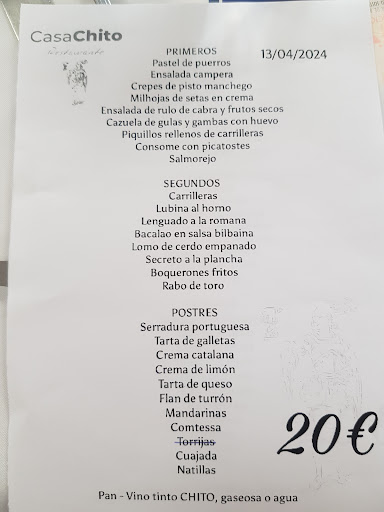 CasaChito
Restaurante
PRIMEROS
13/04/2024
Pastel de puerros
Ensalada campera
Crepes de pisto manchego
Milhojas de setas en crema
Ensalada de rulo de cabra y frutos secos
Cazuela de gulas y gambas con huevo
Piquillos rellenos de carrilleras
Consome con picatostes
Salmorejo
SEGUNDOS
Carrilleras
Lubina al horno
Lenguado a la romana
Bacalao en salsa bilbaina
Lomo de cerdo empanado
Secreto a la plancha
Boquerones fritos
Rabo de toro
POSTRES
Serradura portuguesa
Tarta de galletas
Crema catalana
Crema de limón
Tarta de queso
Flan de turrón
Mandarinas
Comtessa
Torrijas
Cuajada
Natillas
20€
Pan - Vino tinto CHITO, gaseosa o agua